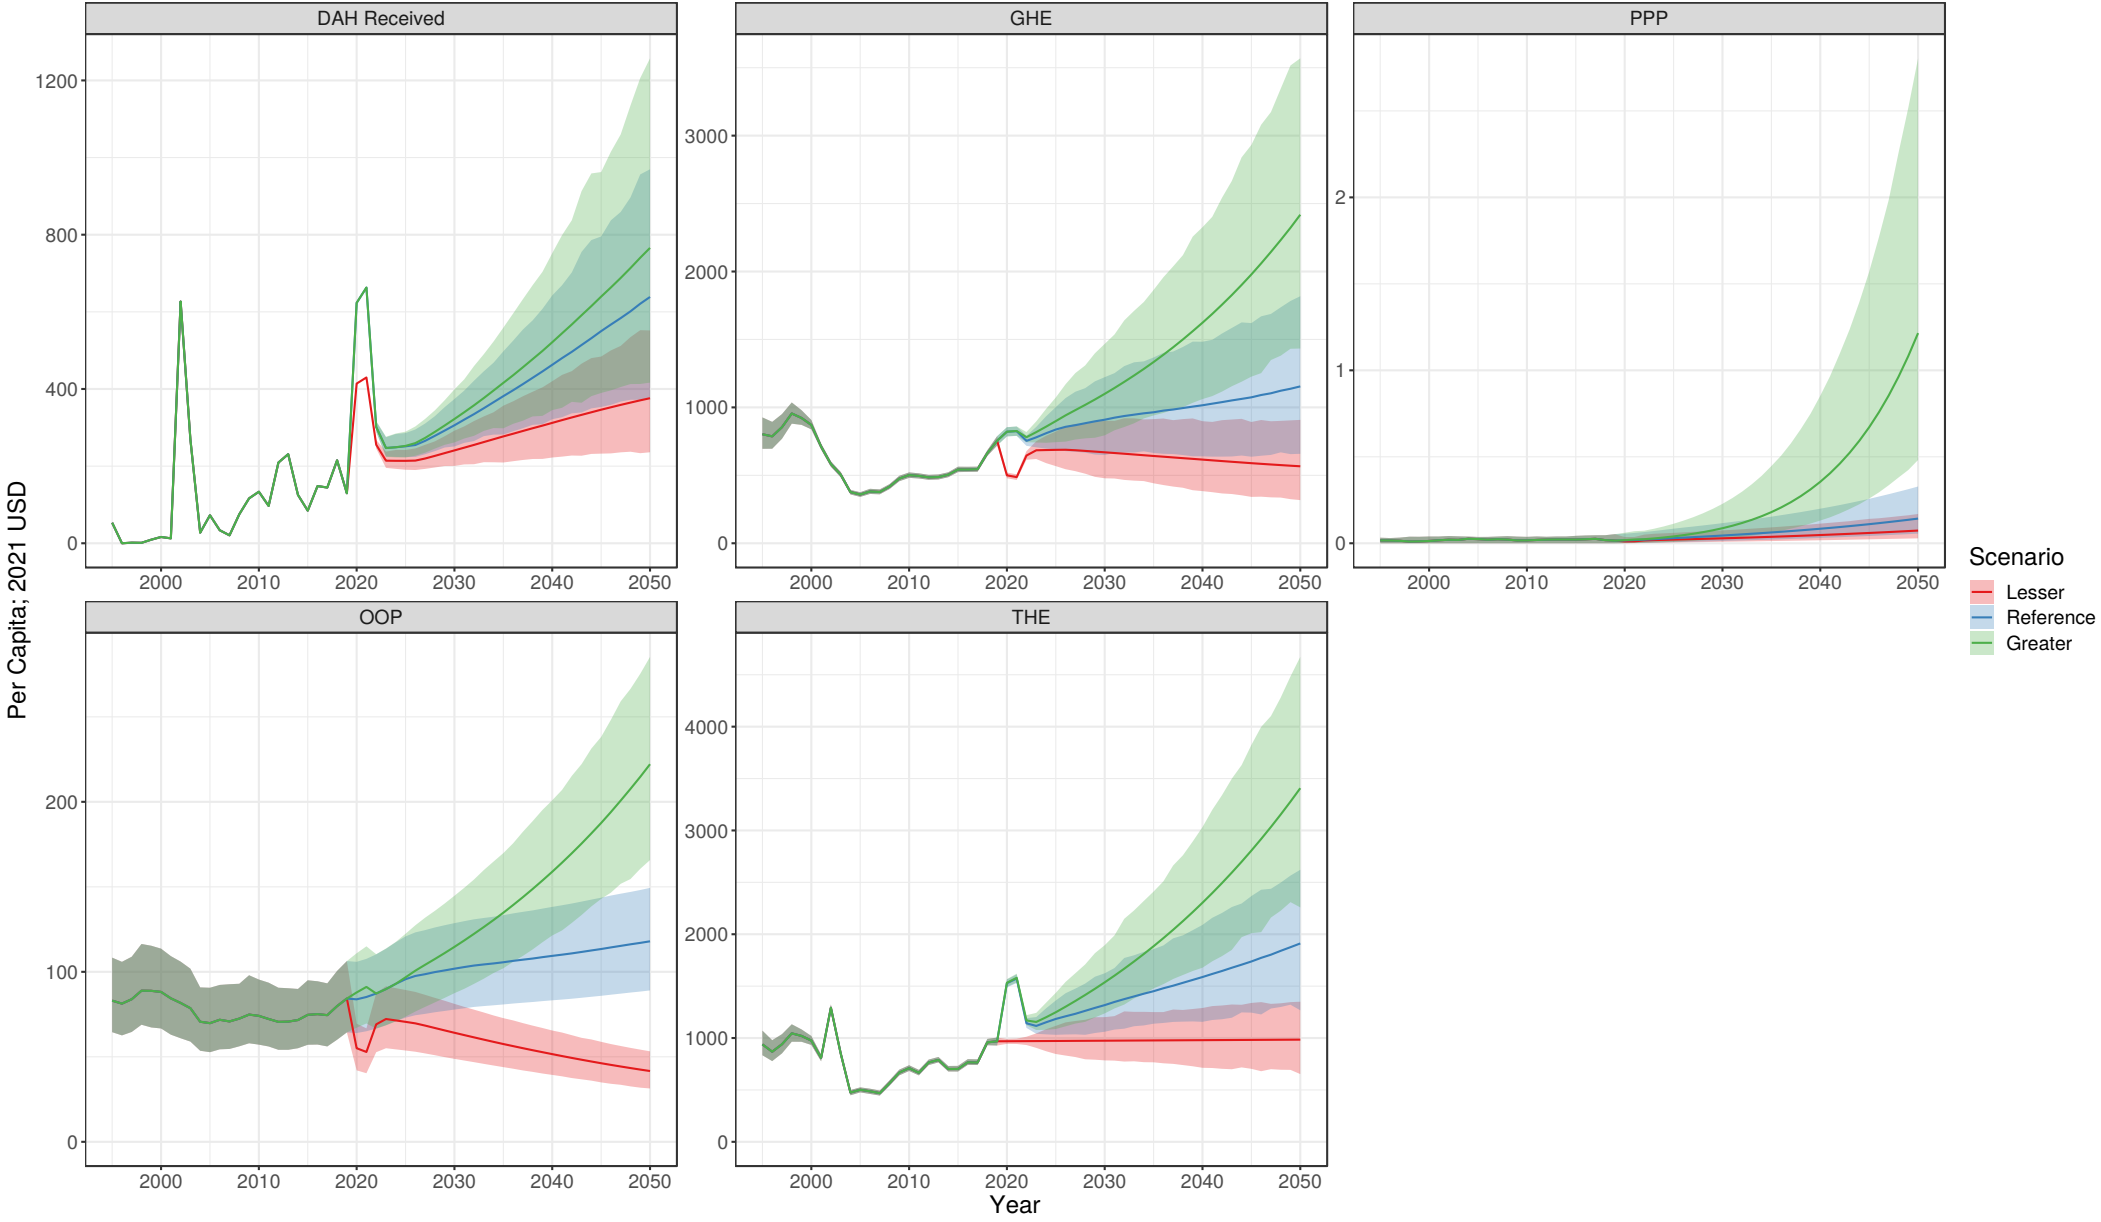 DAH Received
GHE
PPP
1200
800
400
0
2000 2010 2020 2030 2040 2050
3000
2000
1000
0
2000 2010 2020 2030 2040 2050
2
1
0
2000 2010 2020 2030 2040 2050
OOP
THE
200
100
0
2000 2010 2020 2030 2040 2050
4000
3000
2000
1000
0
2000 2010 2020 2030 2040 2050
Per Capita; 2021 USD
Year
Scenario
Lesser
Reference
Greater